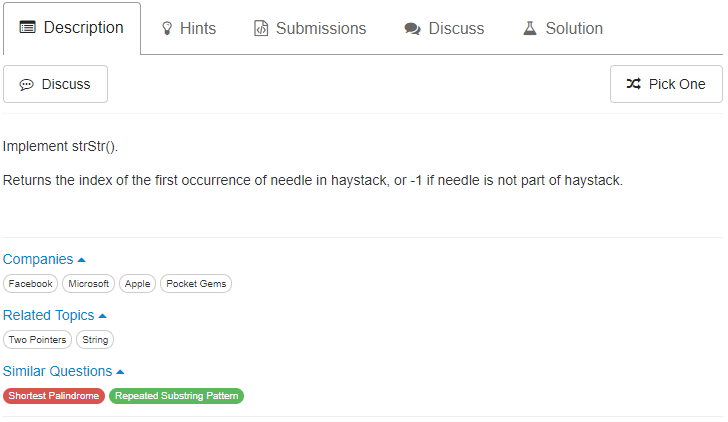 Description Hints Submissions Discuss Solution
Discuss Pick One
Implement strStr().
Returns the index of the first occurrence of needle in haystack, or -1 if needle is not part of haystack.
Companies
Facebook Microsoft Apple Pocket Gems
Related Topics
Two Pointers String
Similar Questions
Shortest Palindrome Repeated Substring Pattern